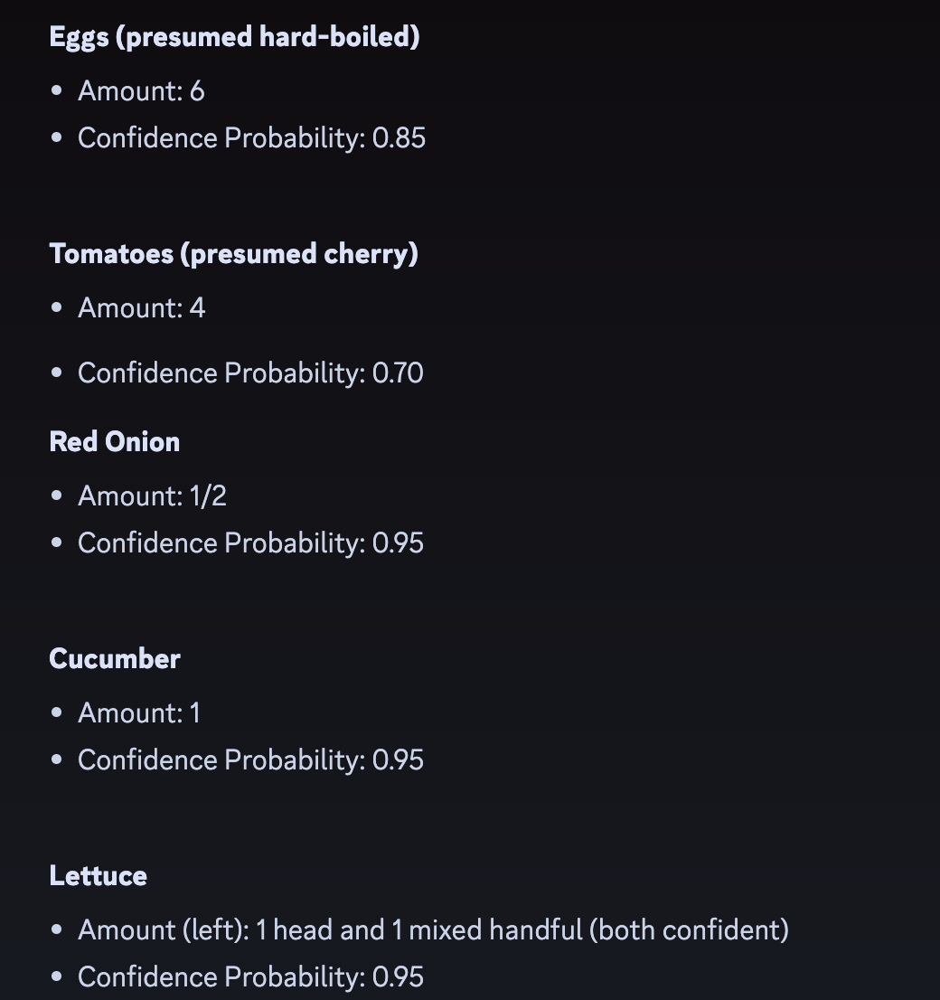 Eggs (presumed hard-boiled)
• Amount: 6
• Confidence Probability: 0.85
Tomatoes (presumed cherry)
• Amount: 4
• Confidence Probability: 0.70
Red Onion
• Amount: 1/2
• Confidence Probability: 0.95
Cucumber
• Amount: 1
• Confidence Probability: 0.95
Lettuce
• Amount (left): 1 head and 1 mixed handful (both confident)
• Confidence Probability: 0.95